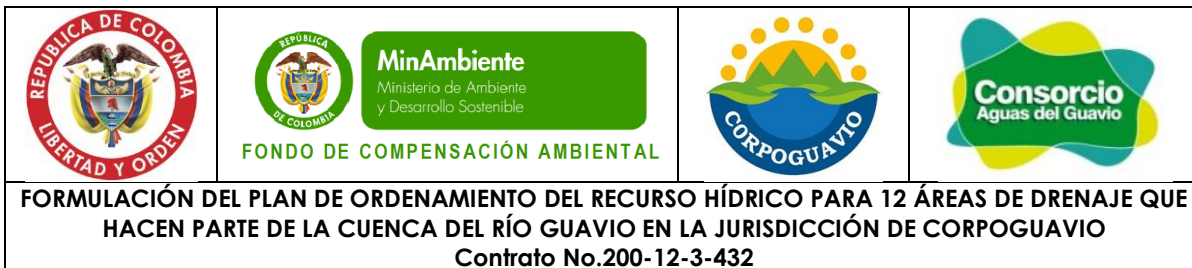 REPUBLICA DE COLOMBIA
LIBERTAD Y ORDEN
REPÚBLICA
DE COLOMBIA
MinAmbiente
Ministerio de Ambiente
y Desarrollo Sostenible
FONDO DE COMPENSACIÓN AMBIENTAL
CORPOGUAVIO
Consorcio
Aguas del Guavio
FORMULACIÓN DEL PLAN DE ORDENAMIENTO DEL RECURSO HÍDRICO PARA 12 ÁREAS DE DRENAJE QUE
HACEN PARTE DE LA CUENCA DEL RÍO GUAVIO EN LA JURISDICCIÓN DE CORPOGUAVIO
Contrato No.200-12-3-432